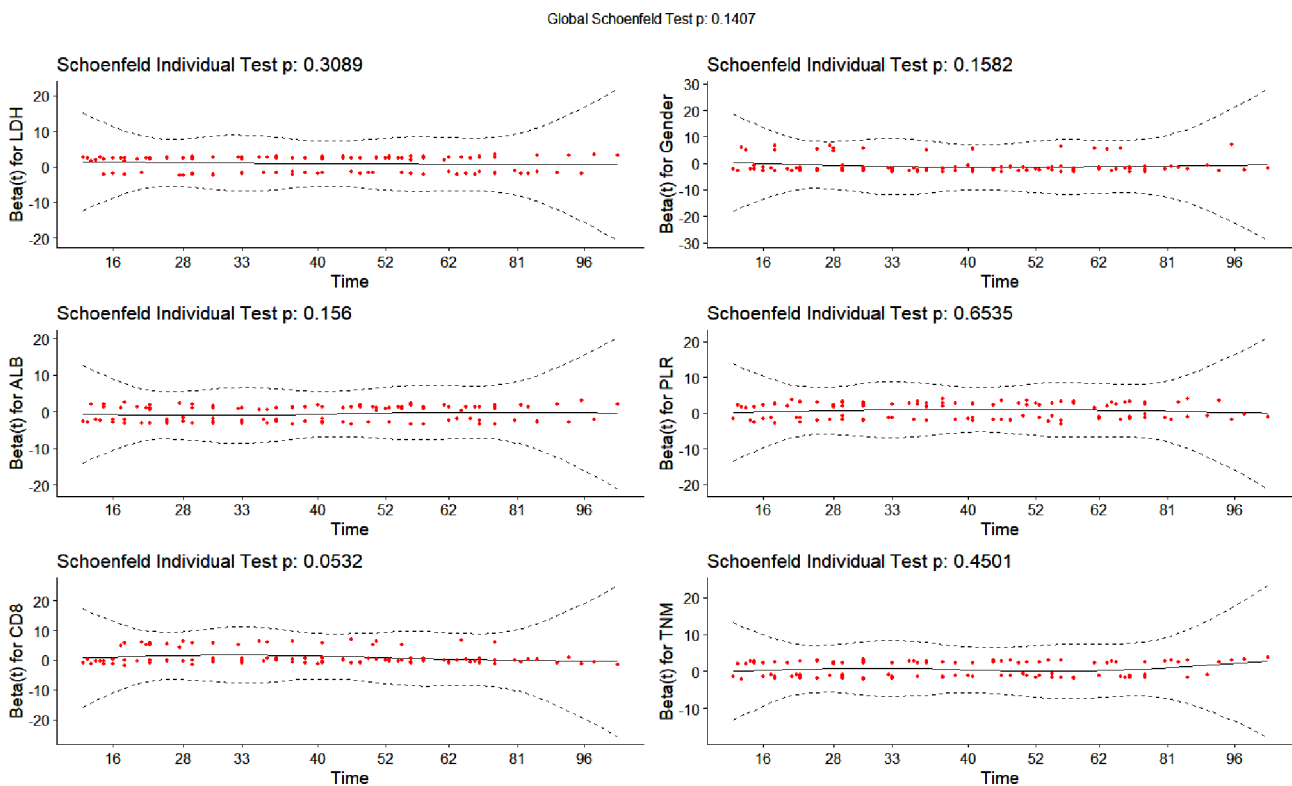 Global Schoenfeld Test p: 0.1407
Schoenfeld Individual Test p: 0.3089
Beta(t) for LDH
20
10
0
-10
-20
16 28 33 40 52 62 81 96
Time
Schoenfeld Individual Test p: 0.1582
Beta(t) for Gender
30
20
10
0
-10
-20
-30
16 28 33 40 52 62 81 96
Time
Schoenfeld Individual Test p: 0.156
Beta(t) for ALB
20
10
0
-10
-20
16 28 33 40 52 62 81 96
Time
Schoenfeld Individual Test p: 0.6535
Beta(t) for PLR
20
10
0
-10
-20
16 28 33 40 52 62 81 96
Time
Schoenfeld Individual Test p: 0.0532
Beta(t) for CD8
20
10
0
-10
-20
16 28 33 40 52 62 81 96
Time
Schoenfeld Individual Test p: 0.4501
Beta(t) for TNM
20
10
0
-10
16 28 33 40 52 62 81 96
Time